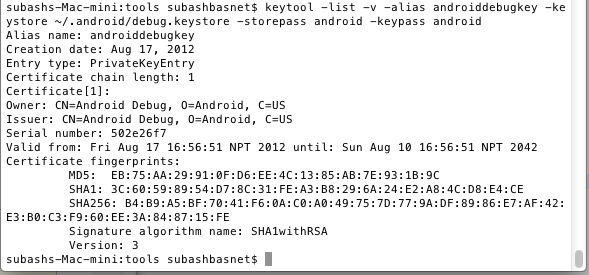 subashs-Mac-mini:tools subashbasnet$ keytool -list -v -alias androiddebugkey -ke
ystore ~/.android/debug.keystore -storepass android -keypass android
Alias name: androiddebugkey
Creation date: Aug 17, 2012
Entry type: PrivateKeyEntry
Certificate chain length: 1
Certificate[1]:
Owner: CN=Android Debug, O=Android, C=US
Issuer: CN=Android Debug, O=Android, C=US
Serial number: 502e26f7
Valid from: Fri Aug 17 16:56:51 NPT 2012 until: Sun Aug 10 16:56:51 NPT 2042
Certificate fingerprints:
MD5:  EB:75:AA:29:91:0F:D6:EE:4C:13:85:AB:7E:93:1B:9C
SHA1: 3C:60:59:89:54:D7:8C:31:FE:A3:B8:29:6A:24:E2:A8:4C:D8:E4:CE
SHA256: B4:B9:A5:BF:70:41:F6:0A:C0:A0:49:75:7D:77:9A:DF:89:86:E7:AF:42:
E3:B0:C3:F9:60:EE:3A:84:87:15:FE
Signature algorithm name: SHA1withRSA
Version: 3
subashs-Mac-mini:tools subashbasnet$